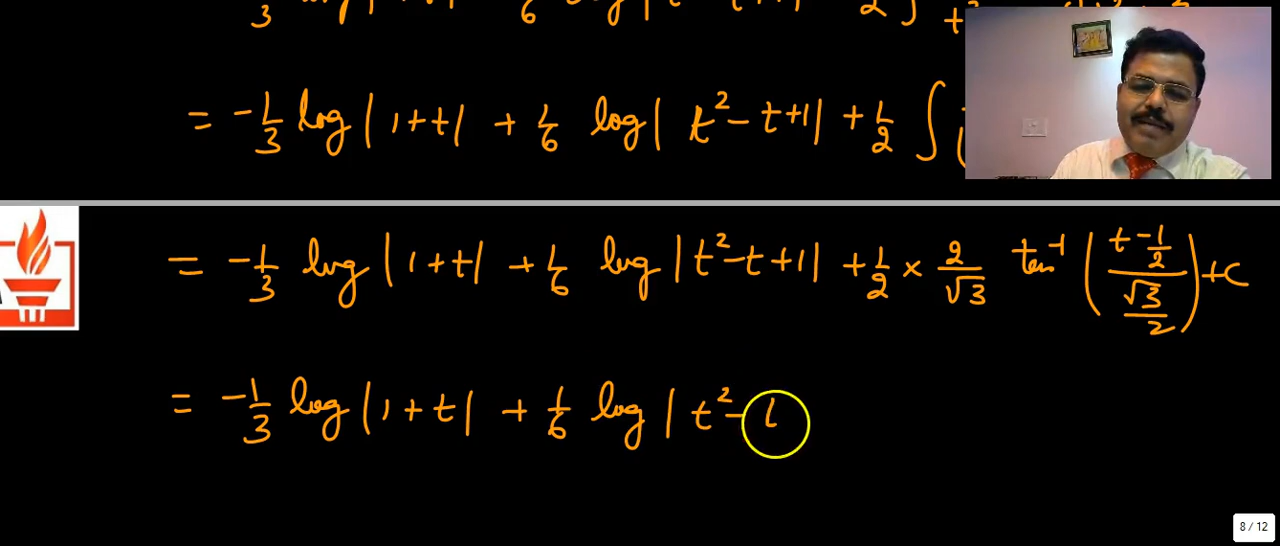 = -1/3 log|1+t| + 1/6 log| t² - t+1| + 1/2 ∫
= -1/3 log|1+t| + 1/6 log|t²-t+1| + 1/2 × 2/√3 tan⁻¹ ((t - 1/2)/(√3/2)) + C
= -1/3 log|1+t| + 1/6 log| t² -
8 / 12